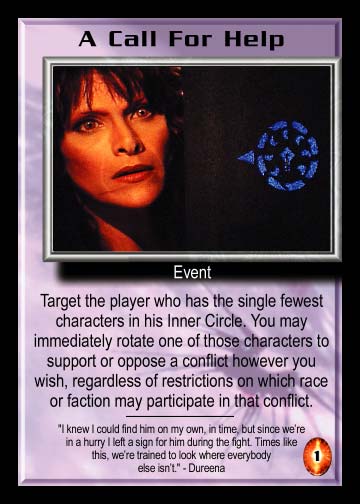 A Call For Help
Event
Target the player who has the single fewest
characters in his Inner Circle. You may
immediately rotate one of those characters to
support or oppose a conflict however you
wish, regardless of restrictions on which race
or faction may participate in that conflict.
"I knew I could find him on my own, in time, but since we're
in a hurry I left a sign for him during the fight. Times like
this, we're trained to look where everybody
else isn't." - Dureena
1